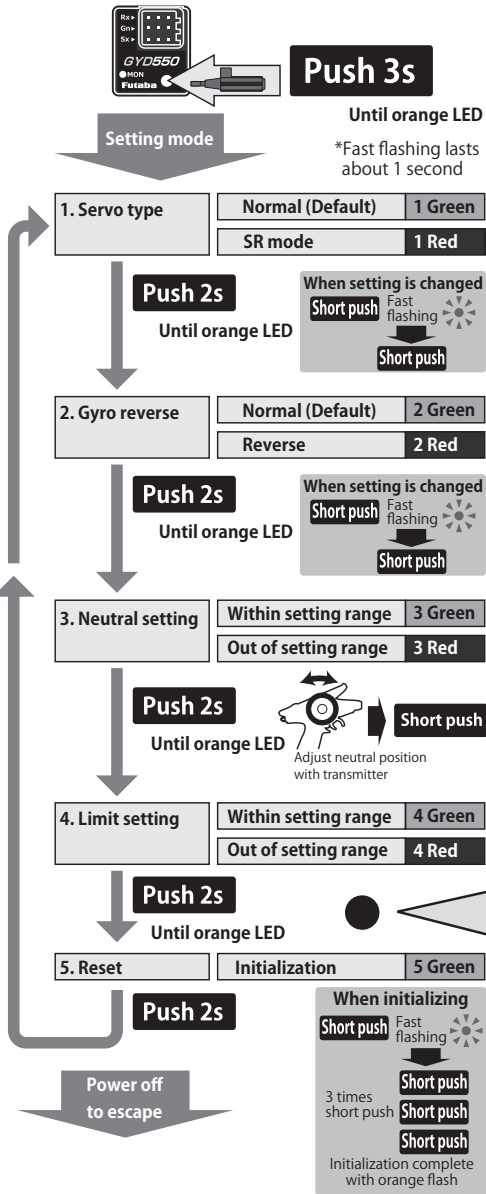 Rx▸
Gn▸
Sx▸
GYD550
MON
Futaba
Push 3s
Until orange LED
Setting mode
*Fast flashing lasts
about 1 second
1. Servo type
Normal (Default) 1 Green
SR mode 1 Red
Push 2s
Until orange LED
When setting is changed
Short push
Fast
flashing
Short push
2. Gyro reverse
Normal (Default) 2 Green
Reverse 2 Red
Push 2s
Until orange LED
When setting is changed
Short push
Fast
flashing
Short push
3. Neutral setting
Within setting range 3 Green
Out of setting range 3 Red
Push 2s
Until orange LED
Short push
Adjust neutral position
with transmitter
4. Limit setting
Within setting range 4 Green
Out of setting range 4 Red
Push 2s
Until orange LED
5. Reset
Initialization 5 Green
Push 2s
When initializing
Short push
Fast
flashing
3 times
short push
Short push
Short push
Short push
Initialization complete
with orange flash
Power off
to escape